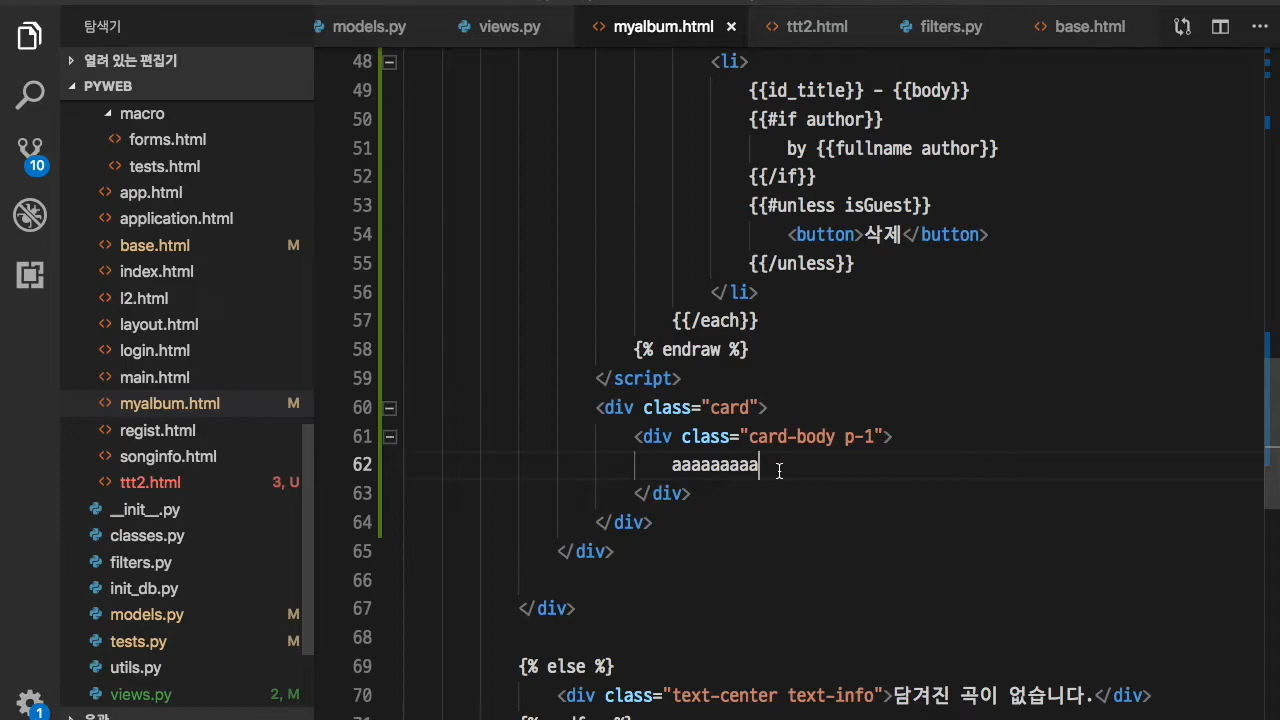 탐색기
models.py views.py myalbum.html ttt2.html filters.py base.html
열려 있는 편집기
PYWEB
macro
forms.html
tests.html
app.html
application.html
base.html M
index.html
l2.html
layout.html
login.html
main.html
myalbum.html M
regist.html
songinfo.html
ttt2.html 3, U
__init__.py
classes.py
filters.py
init_db.py
models.py M
tests.py M
utils.py
views.py 2, M
10
1
48 <li>
49 {{id_title}} - {{body}}
50 {{#if author}}
51 by {{fullname author}}
52 {{/if}}
53 {{#unless isGuest}}
54 <button>삭제</button>
55 {{/unless}}
56 </li>
57 {{/each}}
58 {% endraw %}
59 </script>
60 <div class="card">
61 <div class="card-body p-1">
62 aaaaaaaaa
63 </div>
64 </div>
65 </div>
66
67 </div>
68
69 {% else %}
70 <div class="text-center text-info">담겨진 곡이 없습니다.</div>